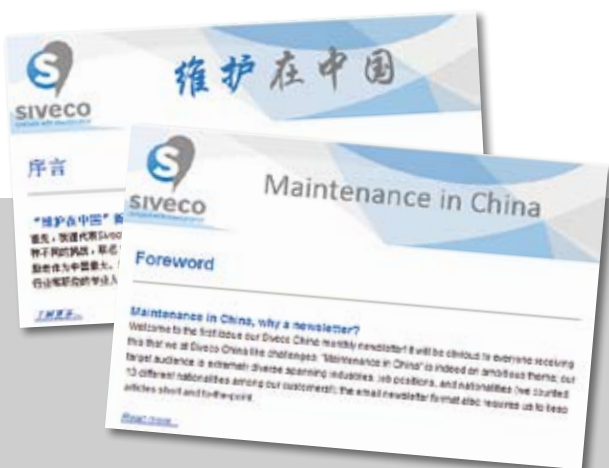 siveco
维护在中国
序言
siveco
Maintenance in China
Foreword
Maintenance in China, why a newsletter?
Welcome to the first issue our Siveco China monthly newsletter! It will be obvious to everyone receiving
this that we at Siveco China like challenges. "Maintenance in China" is indeed an ambitious theme; our
target audience is extremely diverse spanning industries, job positions, and nationalities (we counted
13 different nationalities among our customers!); the email newsletter format also requires us to keep
articles short and to-the-point.
Read more...
"维护在中国"
了解更多...